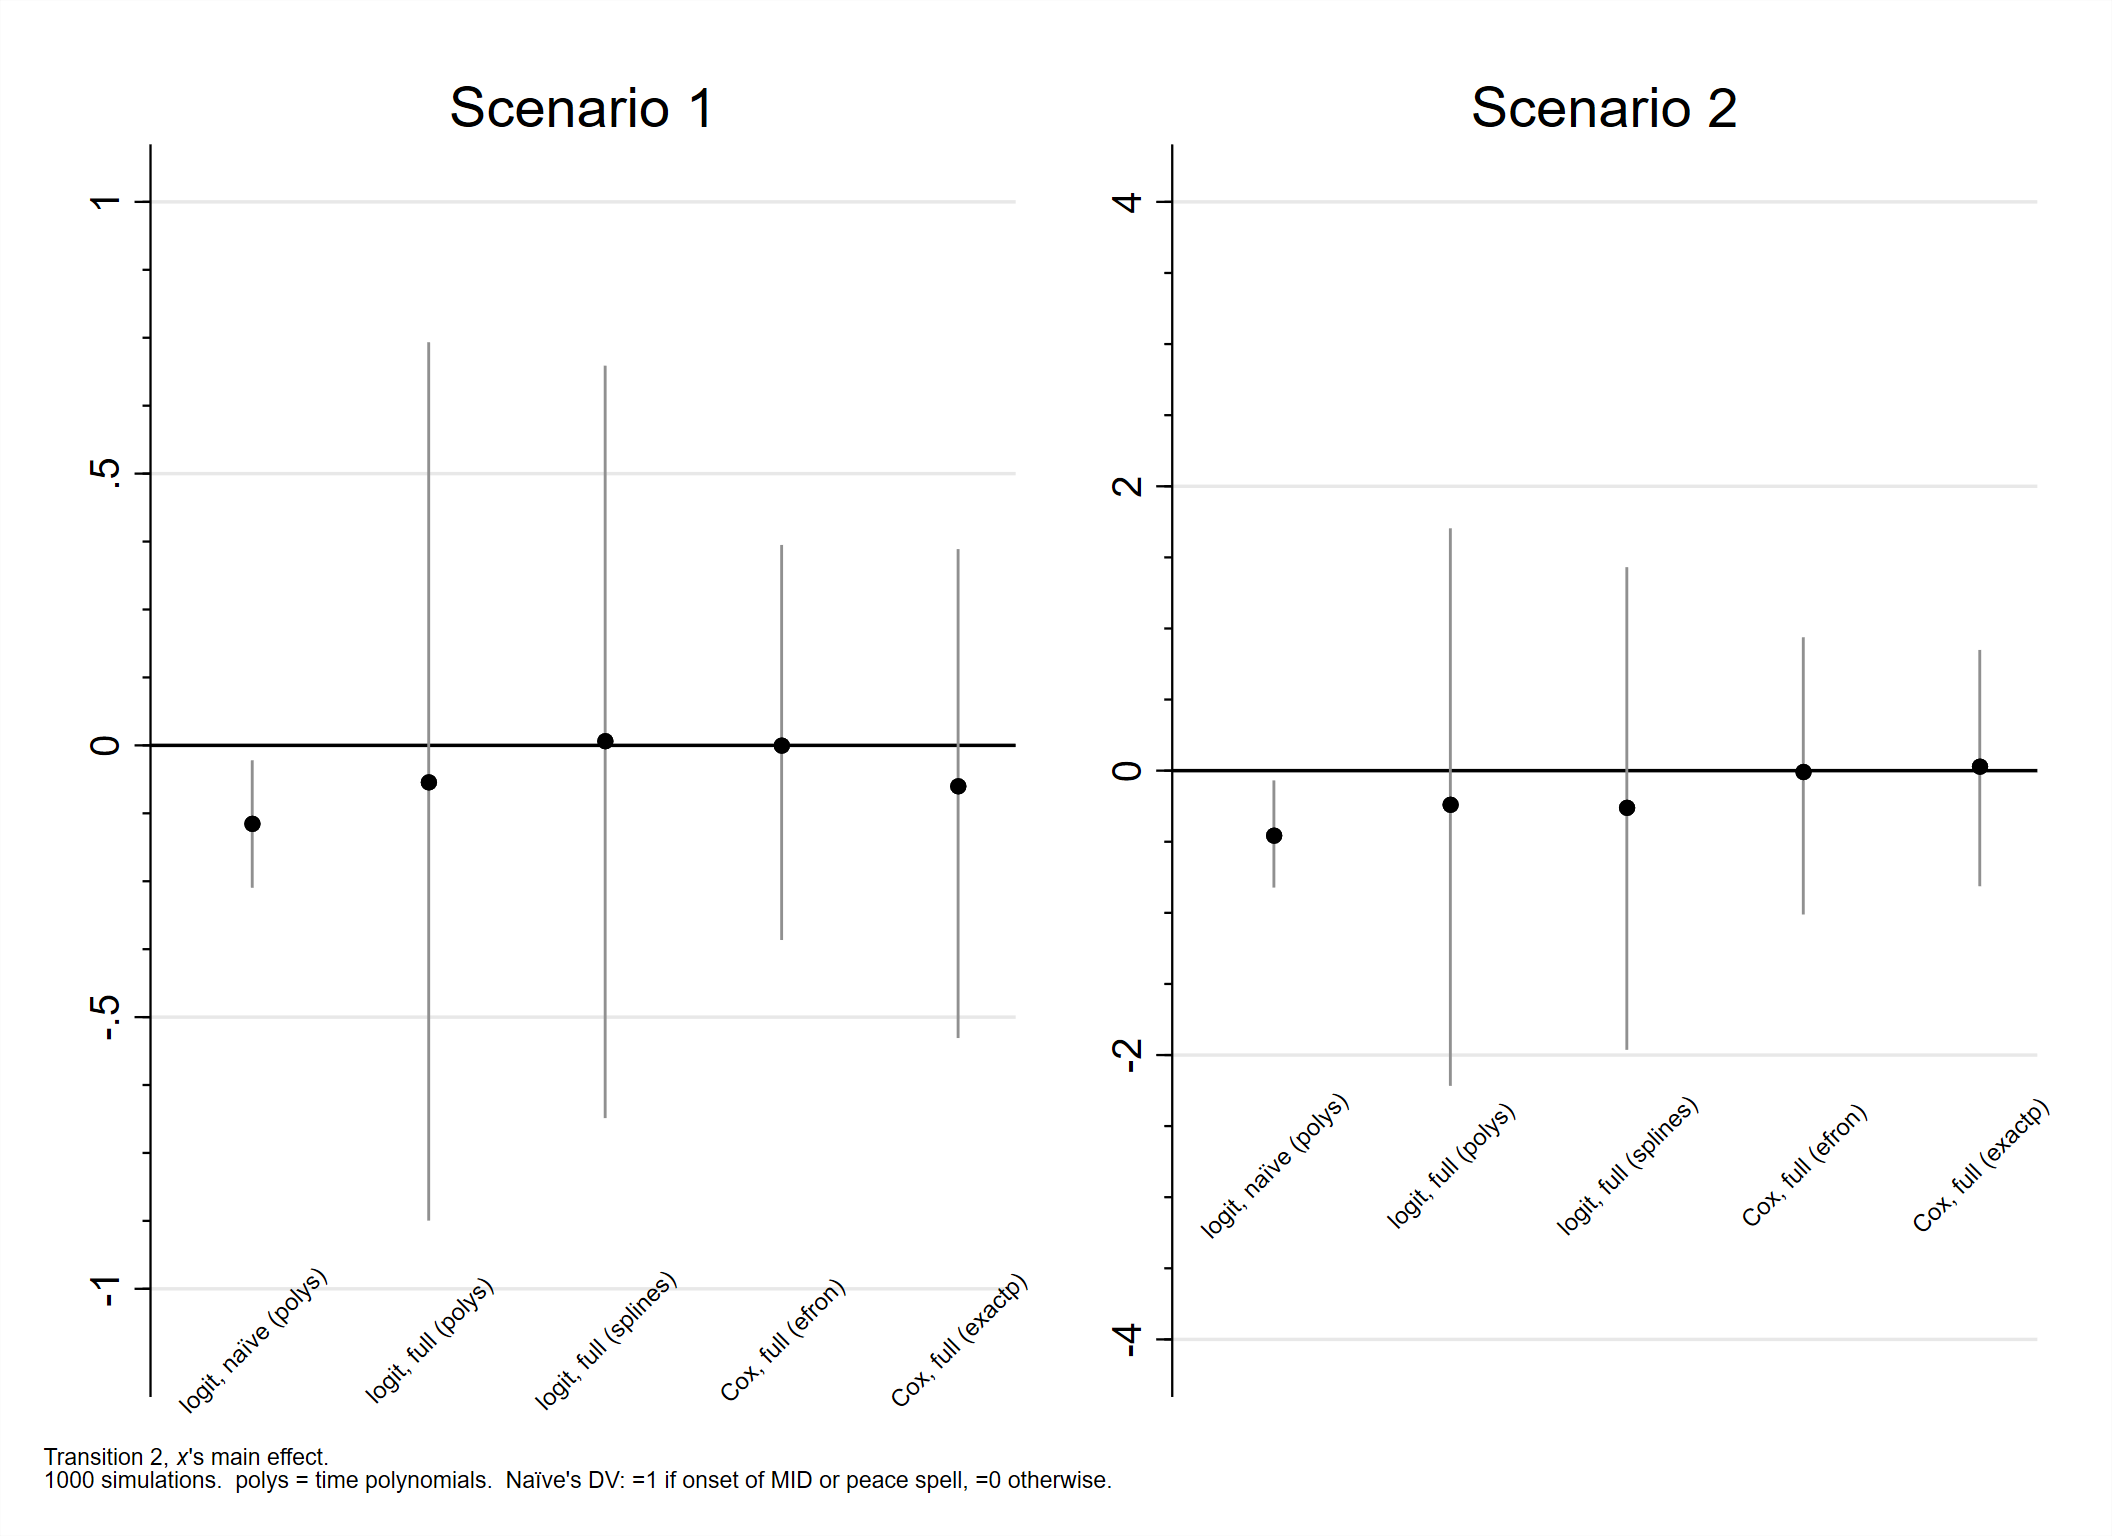 Scenario 1
1
.5
0
-.5
-1
logit, naïve (polys)
logit, full (polys)
logit, full (splines)
Cox, full (efron)
Cox, full (exactp)
Scenario 2
4
2
0
-2
-4
logit, naïve (polys)
logit, full (polys)
logit, full (splines)
Cox, full (efron)
Cox, full (exactp)
Transition 2, x's main effect.
1000 simulations.  polys = time polynomials.  Naïve's DV: =1 if onset of MID or peace spell, =0 otherwise.